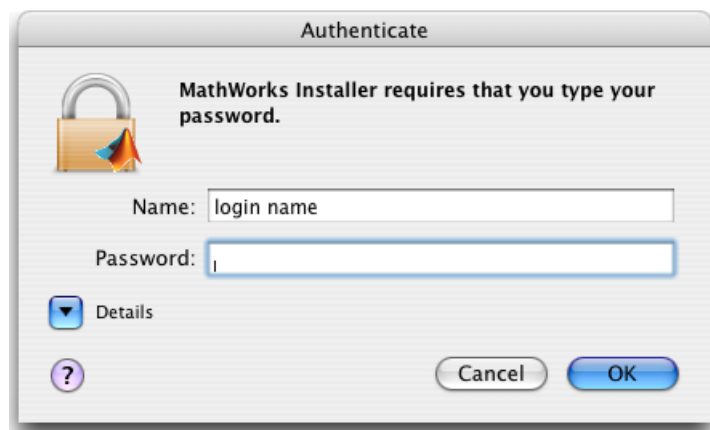 Authenticate
MathWorks Installer requires that you type your
password.
Name: login name
Password:
Details
?
Cancel OK